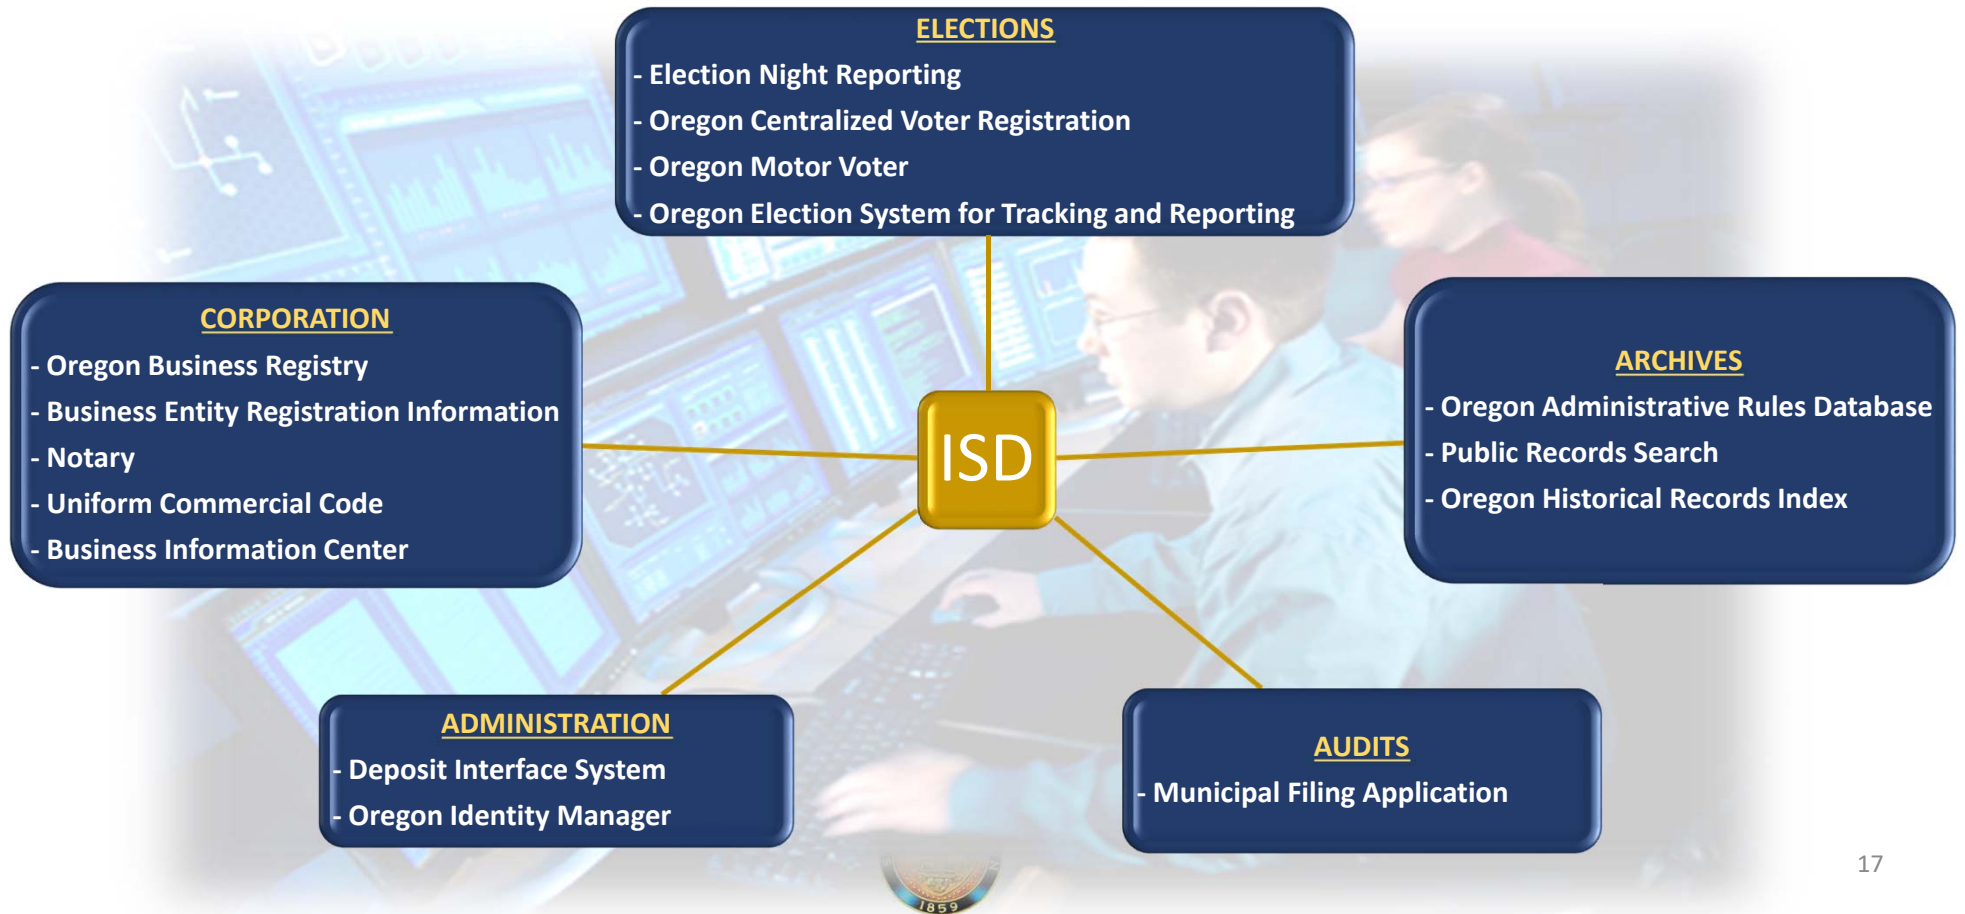 ELECTIONS
- Election Night Reporting
- Oregon Centralized Voter Registration
- Oregon Motor Voter
- Oregon Election System for Tracking and Reporting
CORPORATION
- Oregon Business Registry
- Business Entity Registration Information
- Notary
- Uniform Commercial Code
- Business Information Center
ISD
ARCHIVES
- Oregon Administrative Rules Database
- Public Records Search
- Oregon Historical Records Index
ADMINISTRATION
- Deposit Interface System
- Oregon Identity Manager
AUDITS
- Municipal Filing Application
1859
17